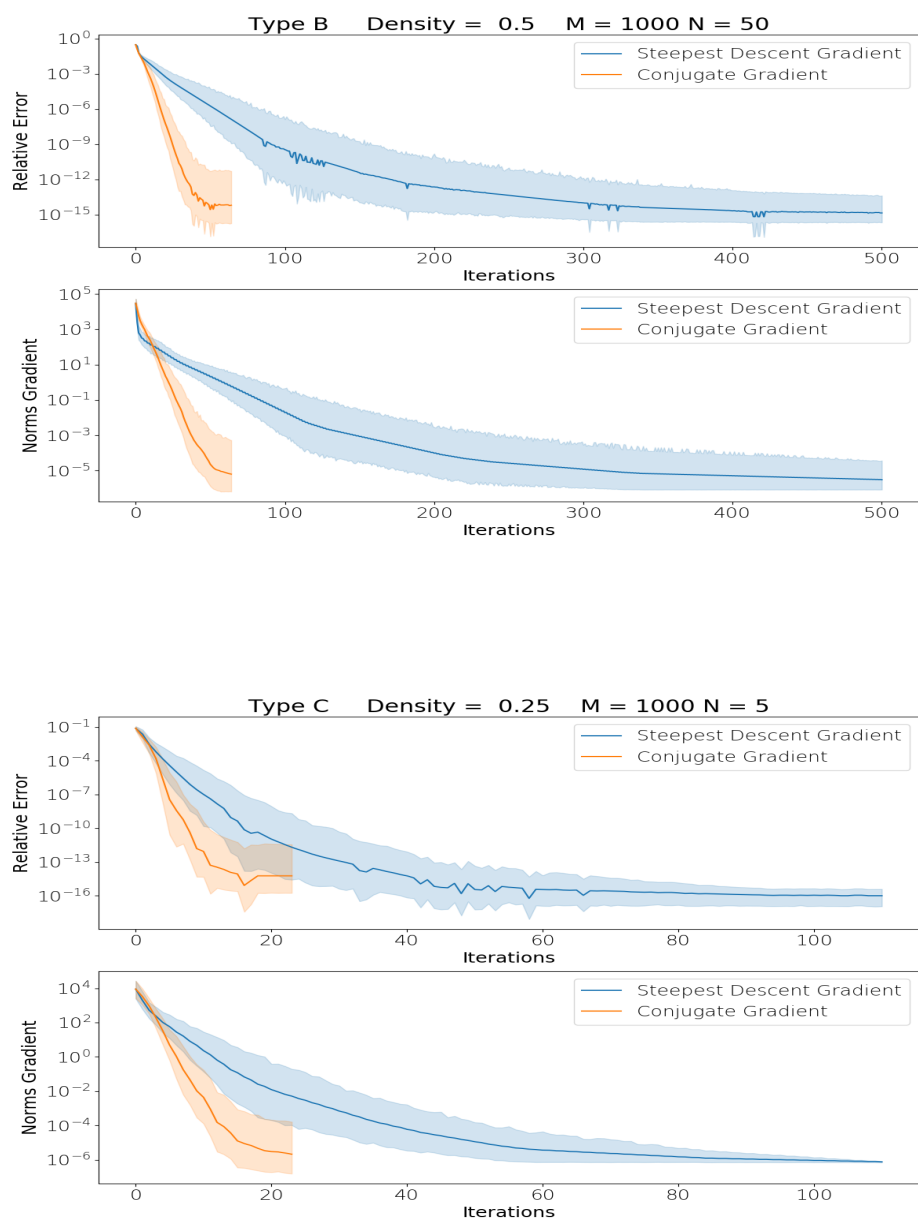 Type B Density = 0.5 M = 1000 N = 50
Relative Error
10^0
10^-3
10^-6
10^-9
10^-12
10^-15
Steepest Descent Gradient
Conjugate Gradient
0 100 200 300 400 500
Iterations
Norms Gradient
10^5
10^3
10^1
10^-1
10^-3
10^-5
Steepest Descent Gradient
Conjugate Gradient
0 100 200 300 400 500
Iterations
Type C Density = 0.25 M = 1000 N = 5
Relative Error
10^-1
10^-4
10^-7
10^-10
10^-13
10^-16
Steepest Descent Gradient
Conjugate Gradient
0 20 40 60 80 100
Iterations
Norms Gradient
10^4
10^2
10^0
10^-2
10^-4
10^-6
Steepest Descent Gradient
Conjugate Gradient
0 20 40 60 80 100
Iterations